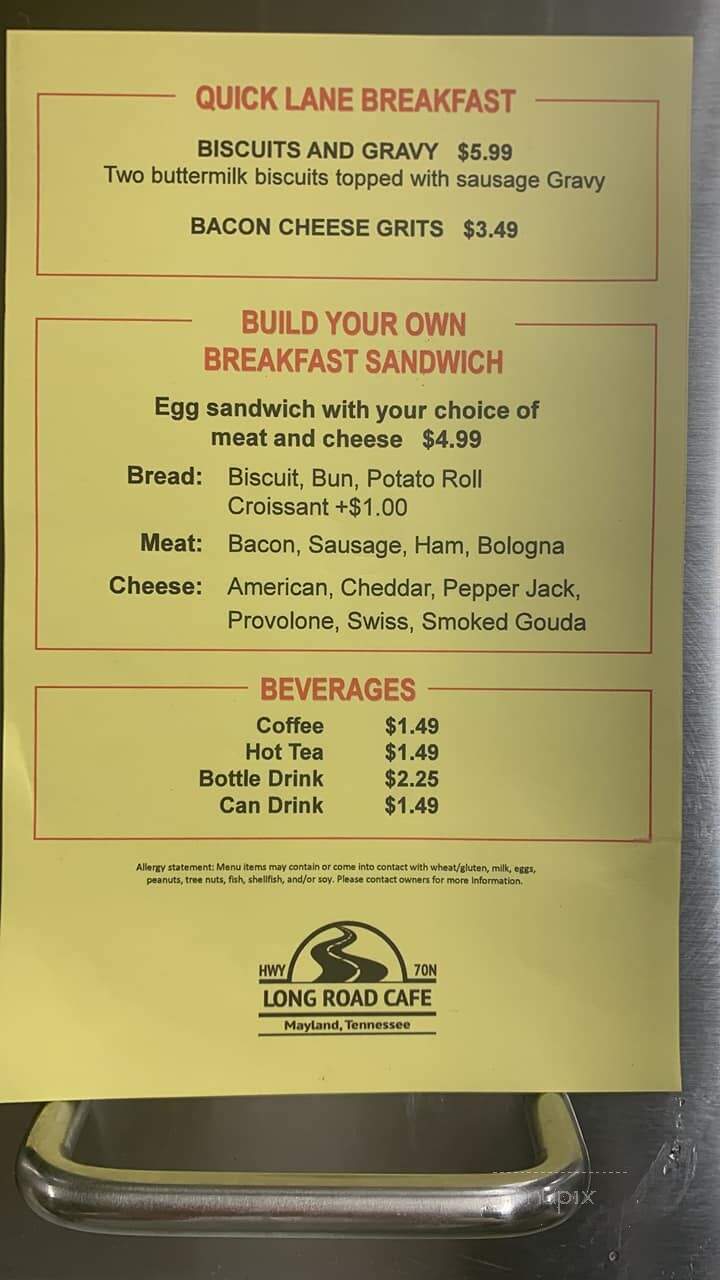 QUICK LANE BREAKFAST
BISCUITS AND GRAVY $5.99
Two buttermilk biscuits topped with sausage Gravy
BACON CHEESE GRITS $3.49
BUILD YOUR OWN
BREAKFAST SANDWICH
Egg sandwich with your choice of
meat and cheese $4.99
Bread: Biscuit, Bun, Potato Roll
Croissant +$1.00
Meat: Bacon, Sausage, Ham, Bologna
Cheese: American, Cheddar, Pepper Jack,
Provolone, Swiss, Smoked Gouda
BEVERAGES
Coffee $1.49
Hot Tea $1.49
Bottle Drink $2.25
Can Drink $1.49
Allergy statement: Menu items may contain or come into contact with wheat/gluten, milk, eggs,
peanuts, tree nuts, fish, shellfish, and/or soy. Please contact owners for more information.
HWY 70N
LONG ROAD CAFE
Mayland, Tennessee